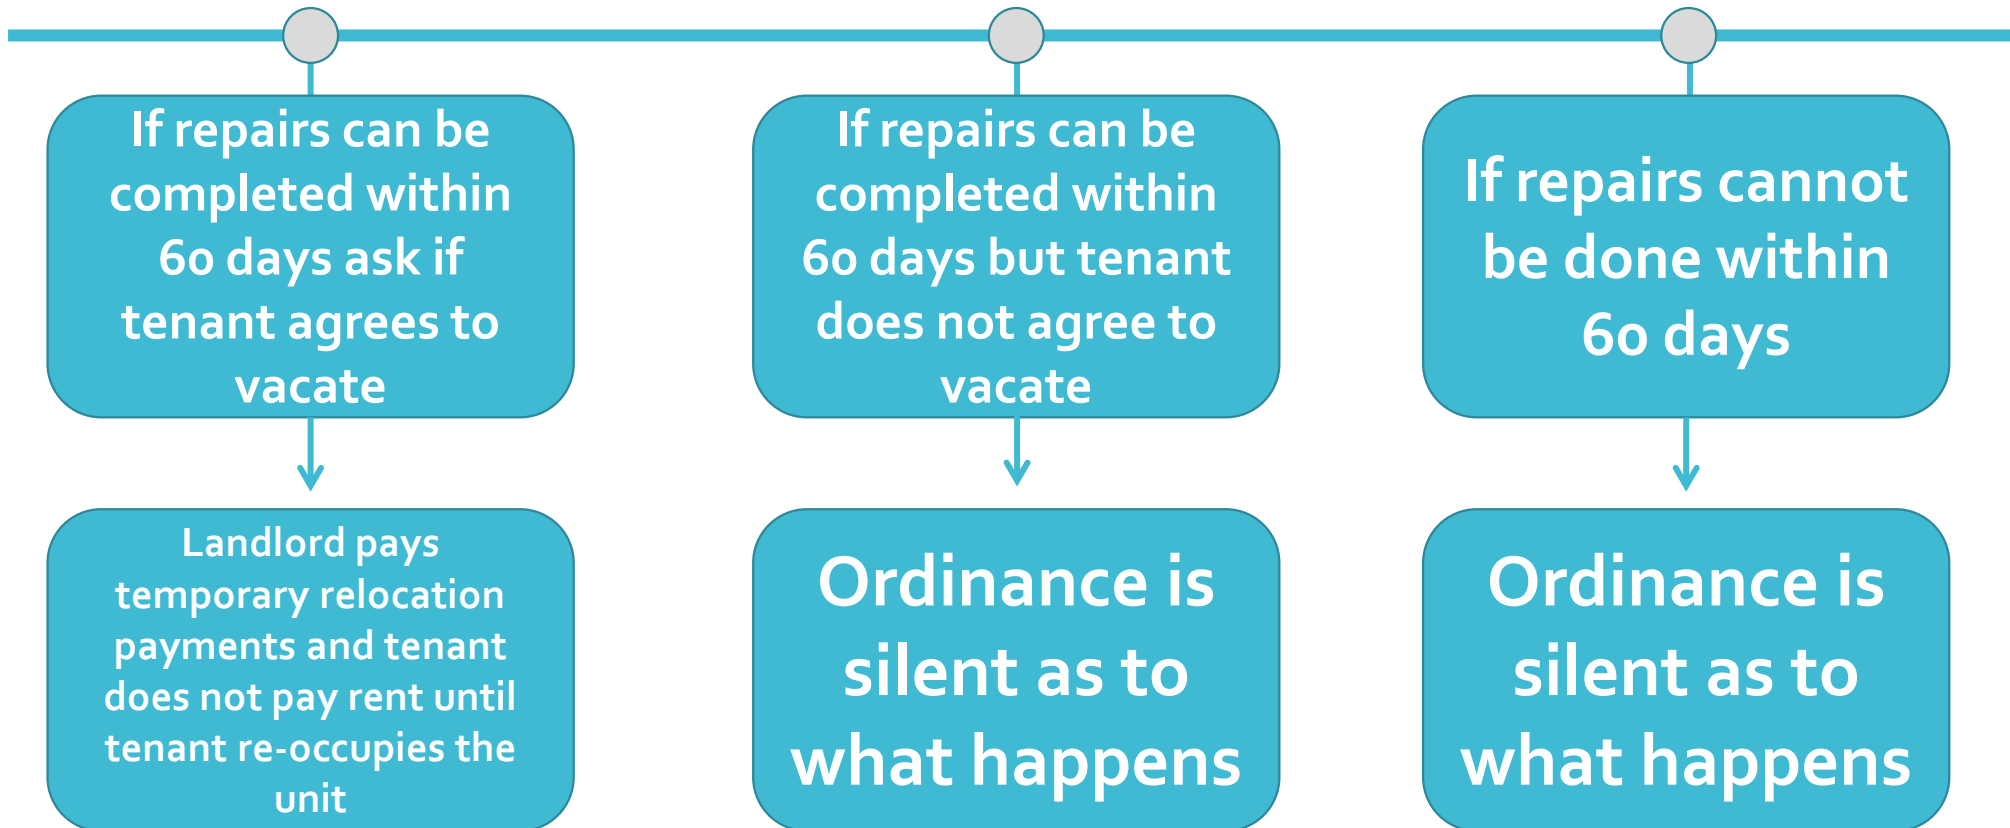 If repairs can be
completed within
60 days ask if
tenant agrees to
vacate
Landlord pays
temporary relocation
payments and tenant
does not pay rent until
tenant re-occupies the
unit
If repairs can be
completed within
60 days but tenant
does not agree to
vacate
Ordinance is
silent as to
what happens
If repairs cannot
be done within
60 days
Ordinance is
silent as to
what happens